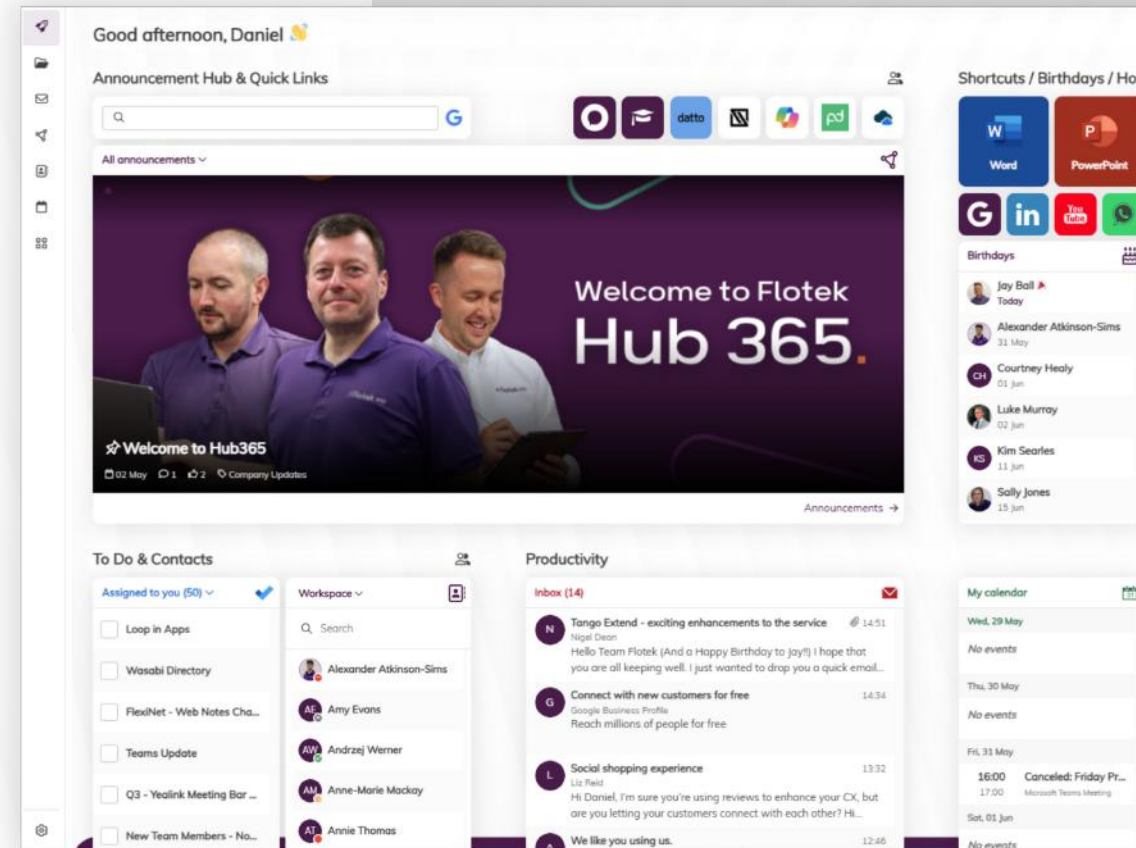 Good afternoon, Daniel 👋
Announcement Hub & Quick Links
G
datto
pd
All announcements
Welcome to Flotek
Hub 365.
Welcome to Hub365
02 May 1 2 Company Updates
Announcements →
Shortcuts / Birthdays / Ho
W
Word
P
PowerPoint
G
in
You
Tube
Birthdays
Jay Ball
Today
Alexander Atkinson-Sims
31 May
CH
Courtney Healy
01 Jun
Luke Murray
02 Jun
KS
Kim Searles
11 Jun
Sally Jones
15 Jun
To Do & Contacts
Assigned to you (50)
Loop in Apps
Wasabi Directory
FlexiNet - Web Notes Cha...
Teams Update
Q3 - Yealink Meeting Bar ...
New Team Members - No...
Workspace
Search
Alexander Atkinson-Sims
AE Amy Evans
AW Andrzej Werner
AM Anne-Marie Mackay
AT Annie Thomas
Productivity
Inbox (14)
N
Tango Extend - exciting enhancements to the service 14:51
Nigel Dean
Hello Team Flotek (And a Happy Birthday to Jay!!) I hope that
you are all keeping well. I just wanted to drop you a quick email...
G
Connect with new customers for free 14:34
Google Business Profile
Reach millions of people for free
L
Social shopping experience 13:32
Liz Reid
Hi Daniel, I'm sure you're using reviews to enhance your CX, but
are you letting your customers connect with each other? Hi...
A
We like you using us. 12:46
My calendar
31
Wed, 29 May
No events
Thu, 30 May
No events
Fri, 31 May
16:00 Canceled: Friday Pr...
17:00 Microsoft Teams Meeting
Sat, 01 Jun
No events